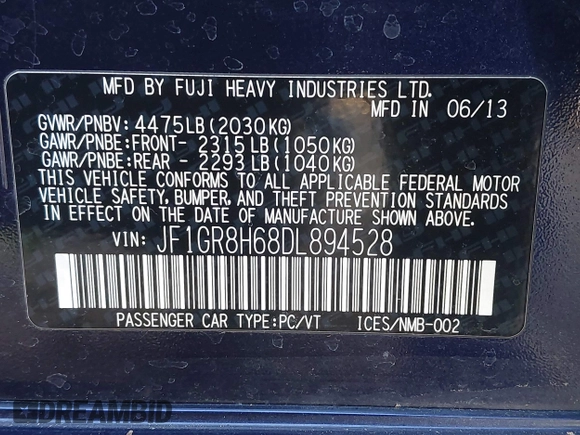 MFD BY FUJI HEAVY INDUSTRIES LTD.
MFD IN 06/13
GVWR/PNBV: 4475LB(2030KG)
GAWR/PNBE:FRONT- 2315LB(1050KG)
GAWR/PNBE:REAR - 2293LB(1040KG)
THIS VEHICLE CONFORMS TO ALL APPLICABLE FEDERAL MOTOR
VEHICLE SAFETY, BUMPER, AND THEFT PREVENTION STANDARDS
IN EFFECT ON THE DATE OF MANUFACTURE SHOWN ABOVE.
VIN: JF1GR8H68DL894528
PASSENGER CAR TYPE:PC/VT ICES/NMB-002
DREAMBID